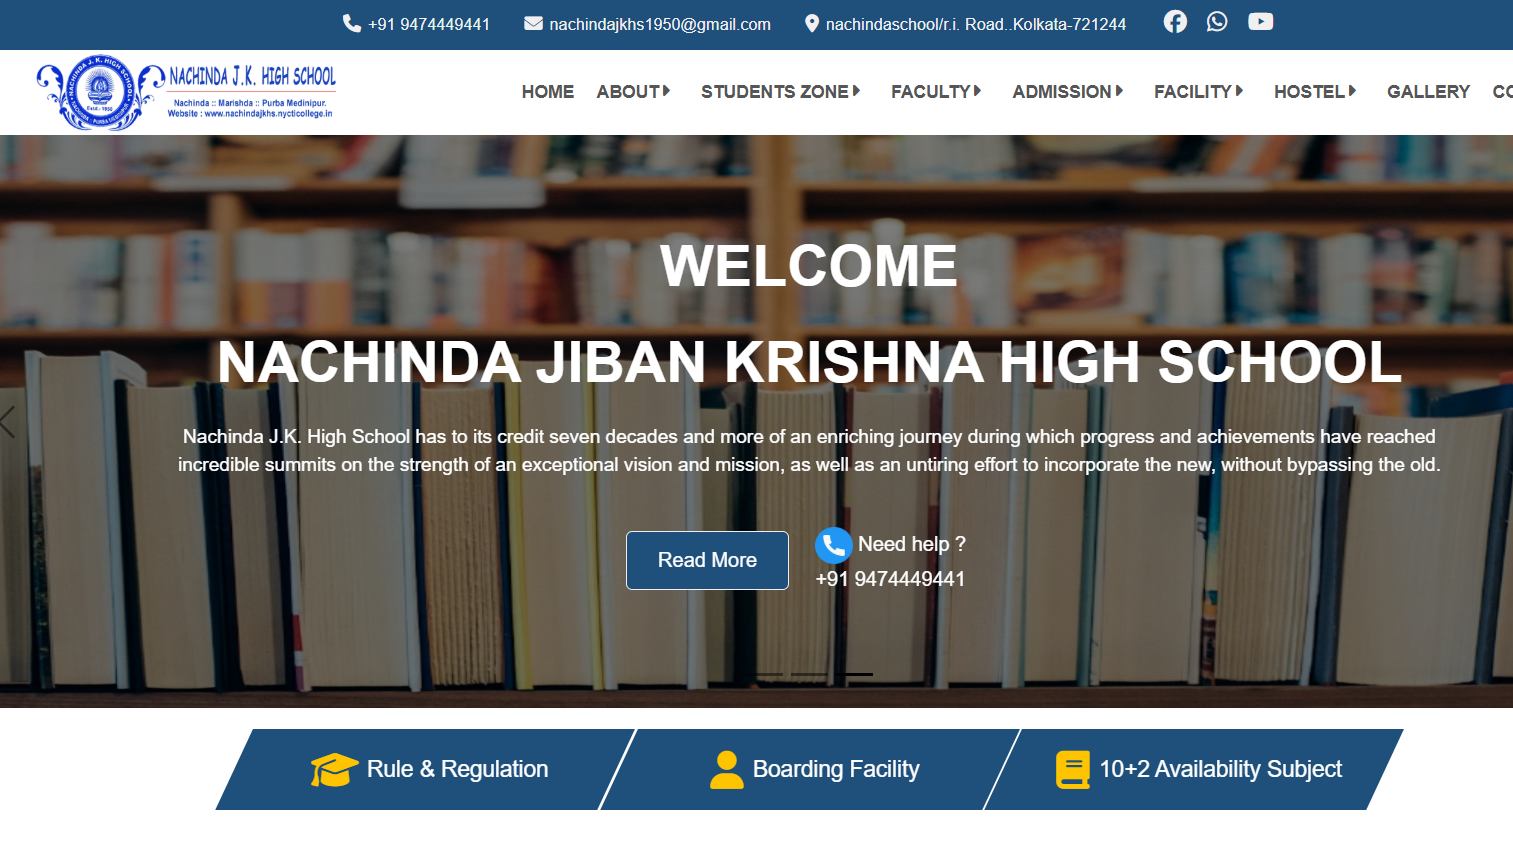 +91 9474449441
nachindajkhs1950@gmail.com
nachindaschool/r.i. Road..Kolkata-721244
NACHINDA J. K. HIGH SCHOOL
Estd.- 1950
NACHINDA J.K. HIGH SCHOOL
Nachinda :: Marishda :: Purba Medinipur.
Website : www.nachindajkhs.nycticollege.in
HOME ABOUT STUDENTS ZONE FACULTY ADMISSION FACILITY HOSTEL GALLERY CO
WELCOME
NACHINDA JIBAN KRISHNA HIGH SCHOOL
Nachinda J.K. High School has to its credit seven decades and more of an enriching journey during which progress and achievements have reached
incredible summits on the strength of an exceptional vision and mission, as well as an untiring effort to incorporate the new, without bypassing the old.
Read More
Need help ?
+91 9474449441
Rule & Regulation
Boarding Facility
10+2 Availability Subject